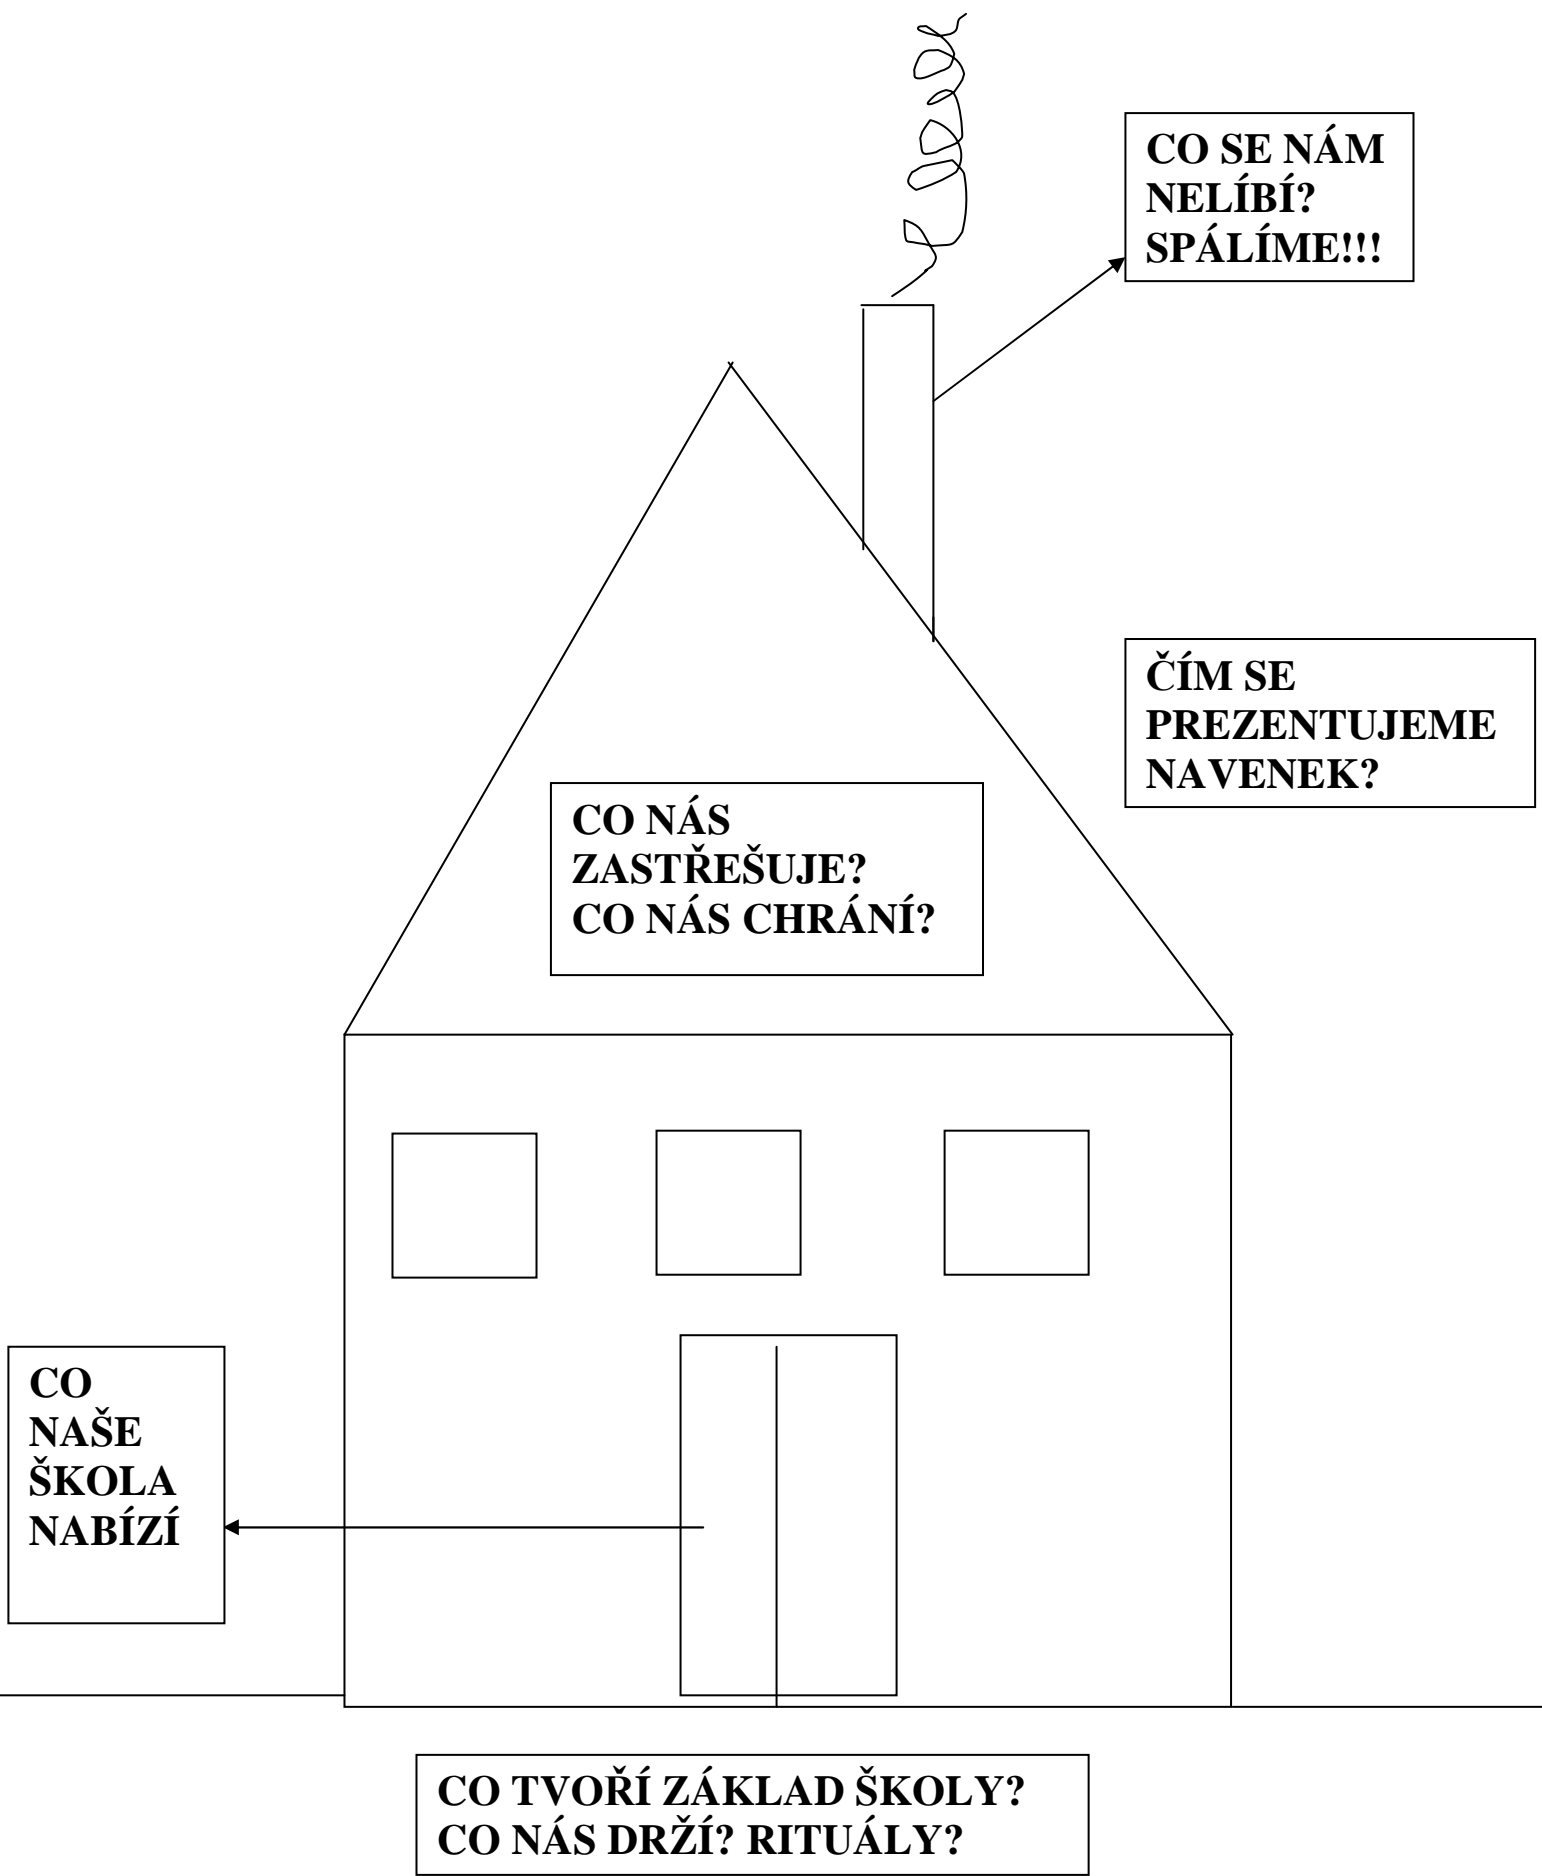 CO SE NÁM
NELÍBÍ?
SPÁLÍME!!!
ČÍM SE
PREZENTUJEME
NAVENEK?
CO NÁS
ZASTŘEŠUJE?
CO NÁS CHRÁNÍ?
CO
NAŠE
ŠKOLA
NABÍZÍ
CO TVOŘÍ ZÁKLAD ŠKOLY?
CO NÁS DRŽÍ? RITUÁLY?